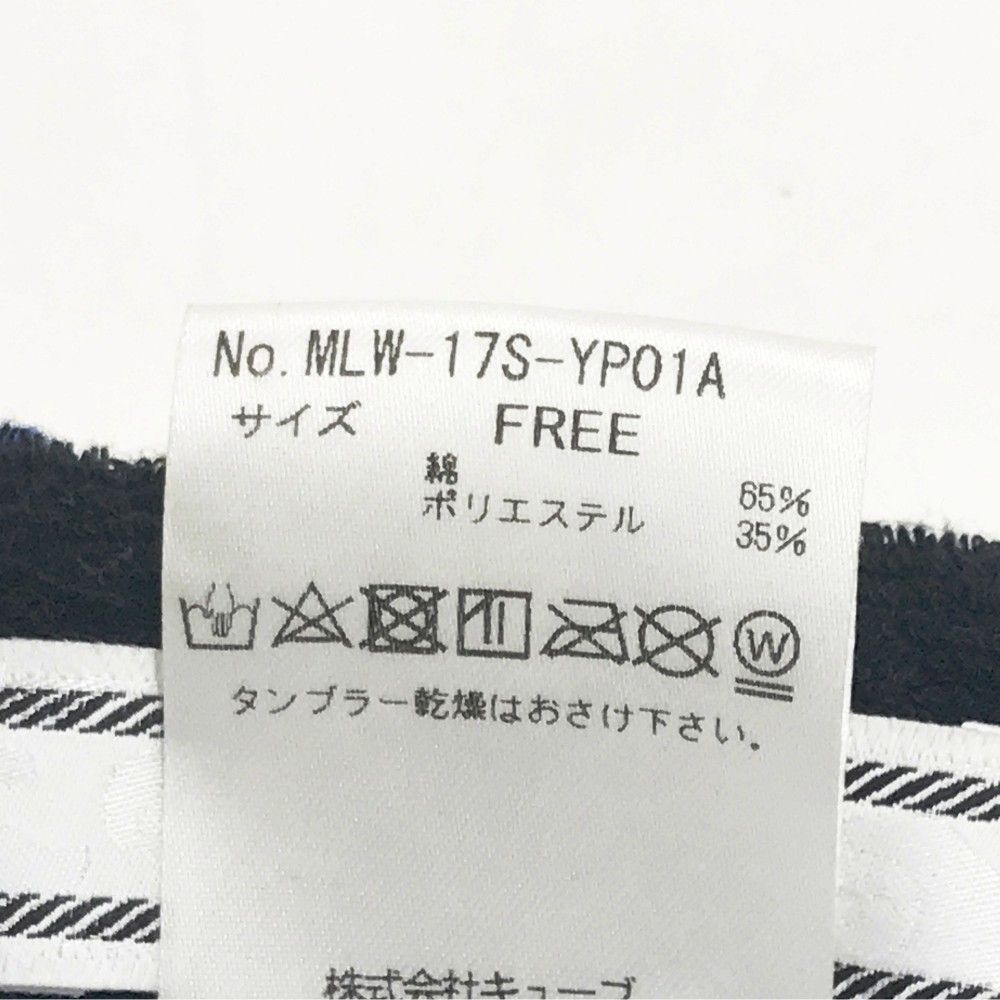 No. MLW-17S-YP01A
サイズ FREE
綿 65%
ポリエステル 35%
W
タンブラー乾燥はおさけ下さい。
株式会社キューブ